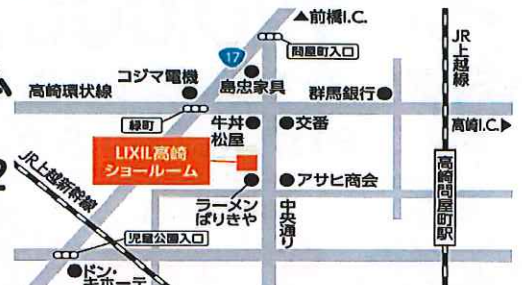 ▲前橋I.C.
JR上越線
17
問屋町入口
コジマ電機
島忠家具
群馬銀行
高崎環状線
緑町
牛丼
松屋
交番
高崎I.C.▶
LIXIL高崎
ショールーム
JR上越新幹線
ラーメン
ばりきや
アサヒ商会
中央通り
高崎問屋町駅
児童公園入口
ドン・
キホーテ